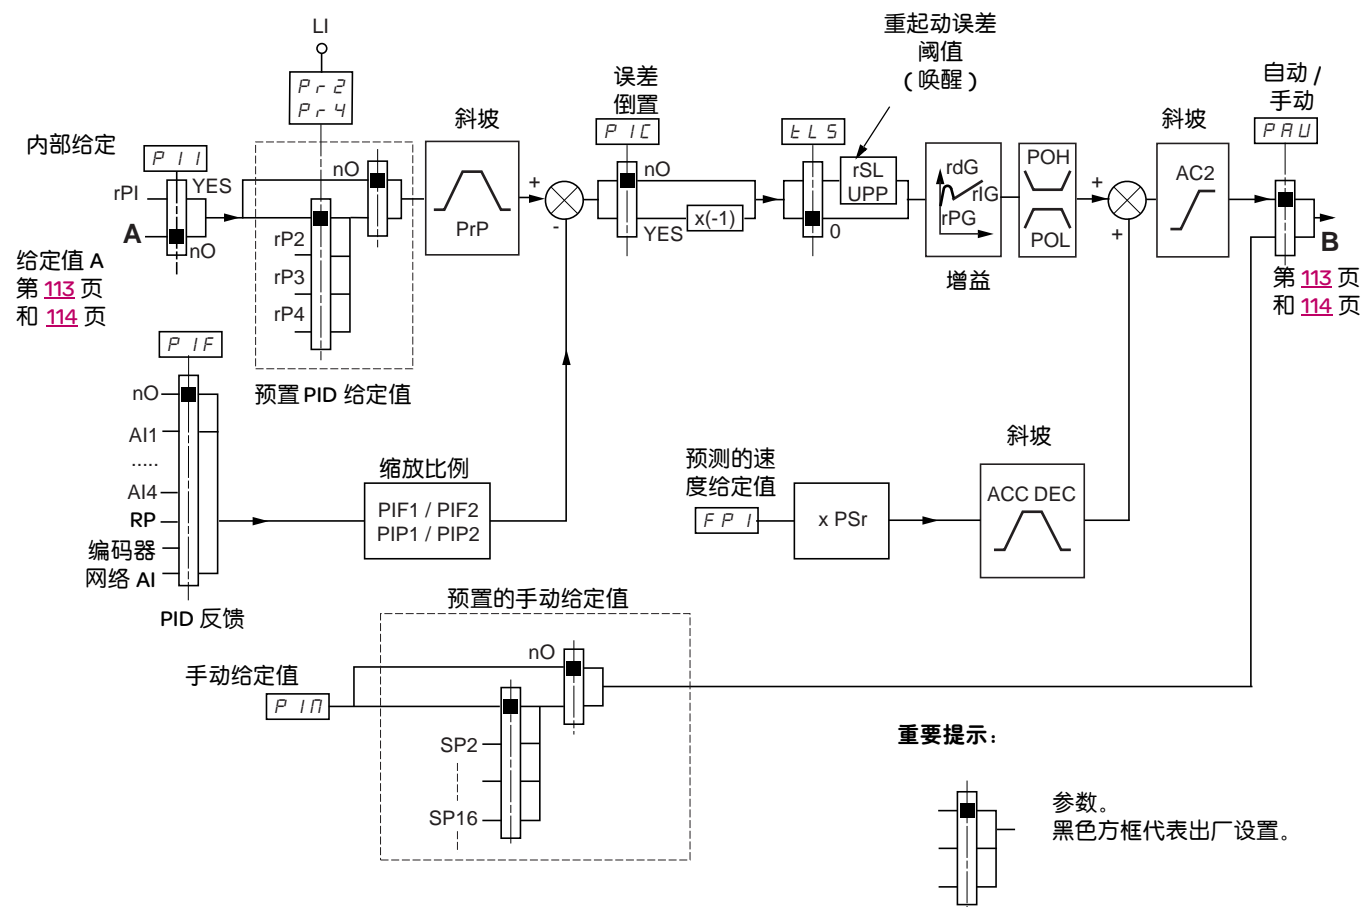 LI
Pr2
Pr4
重起动误差
阈值
( 唤醒 )
误差
倒置
自动 /
手动
内部给定
PII
斜坡
PIC
tLS
斜坡
PAU
rPI
YES
A
nO
给定值 A
第 113 页
和 114 页
nO
rP2
rP3
rP4
预置 PID 给定值
PrP
+
-
nO
YES
x(-1)
rSL
UPP
0
rdG
rIG
rPG
增益
POH
POL
+
+
AC2
B
第 113 页
和 114 页
PIF
nO
AI1
.....
AI4
RP
编码器
网络 AI
PID 反馈
缩放比例
PIF1 / PIF2
PIP1 / PIP2
预测的速
度给定值
FPI
x PSr
斜坡
ACC DEC
预置的手动给定值
手动给定值
PIM
nO
SP2
SP16
重要提示：
参数。
黑色方框代表出厂设置。